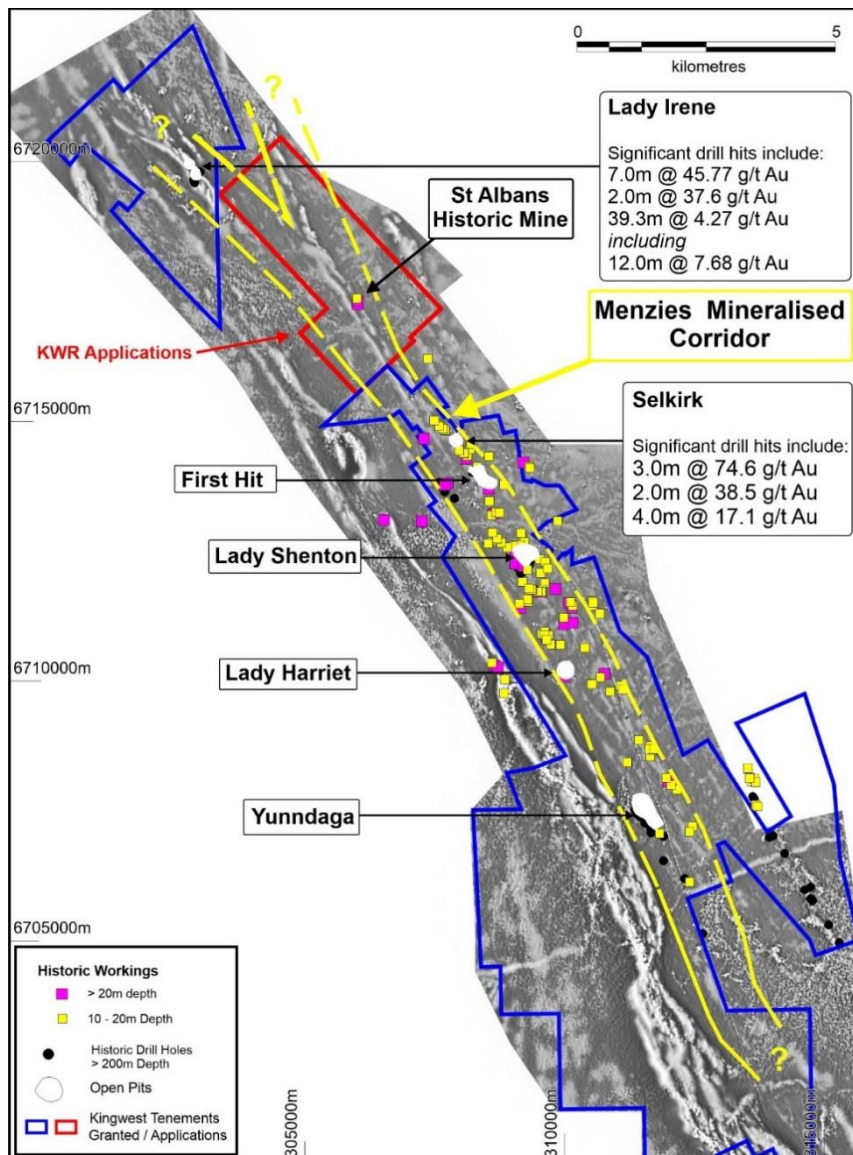 0 5
kilometres
Lady Irene
Significant drill hits include:
7.0m @ 45.77 g/t Au
2.0m @ 37.6 g/t Au
39.3m @ 4.27 g/t Au
including
12.0m @ 7.68 g/t Au
?
?
?
6720000m
St Albans
Historic Mine
Menzies Mineralised
Corridor
KWR Applications
6715000m
Selkirk
Significant drill hits include:
3.0m @ 74.6 g/t Au
2.0m @ 38.5 g/t Au
4.0m @ 17.1 g/t Au
First Hit
Lady Shenton
Lady Harriet
6710000m
Yunndaga
6705000m
Historic Workings
> 20m depth
10 - 20m Depth
Historic Drill Holes
> 200m Depth
Open Pits
Kingwest Tenements
Granted / Applications
305000m
310000m
315000m